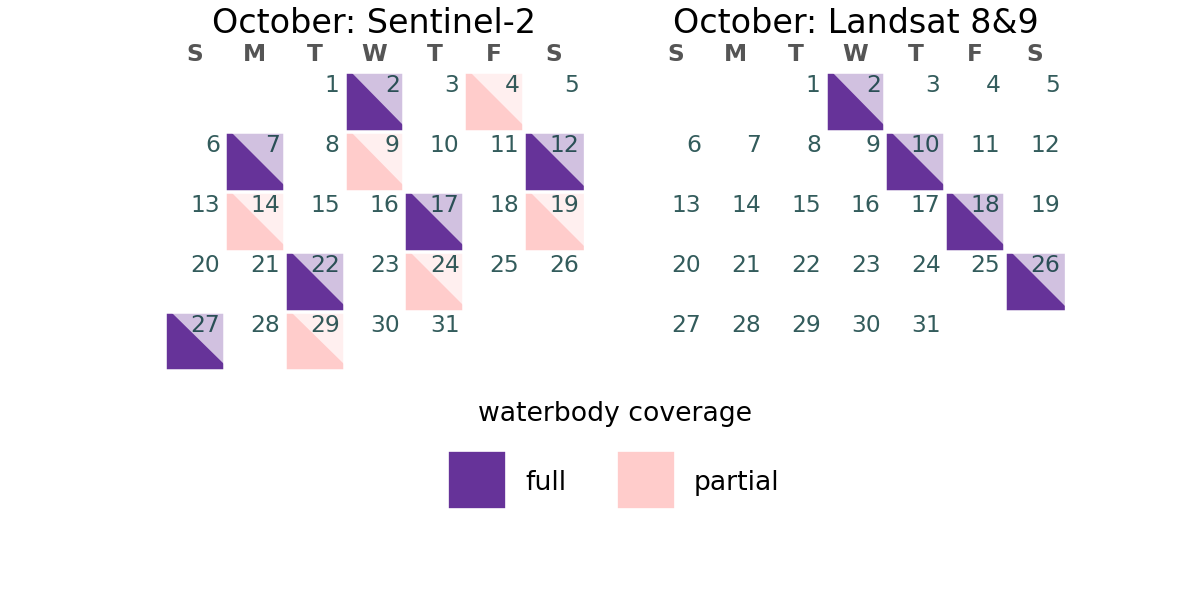 October: Sentinel-2
S M T W T F S
1 2 3 4 5
6 7 8 9 10 11 12
13 14 15 16 17 18 19
20 21 22 23 24 25 26
27 28 29 30 31
October: Landsat 8&9
S M T W T F S
1 2 3 4 5
6 7 8 9 10 11 12
13 14 15 16 17 18 19
20 21 22 23 24 25 26
27 28 29 30 31
waterbody coverage
full
partial